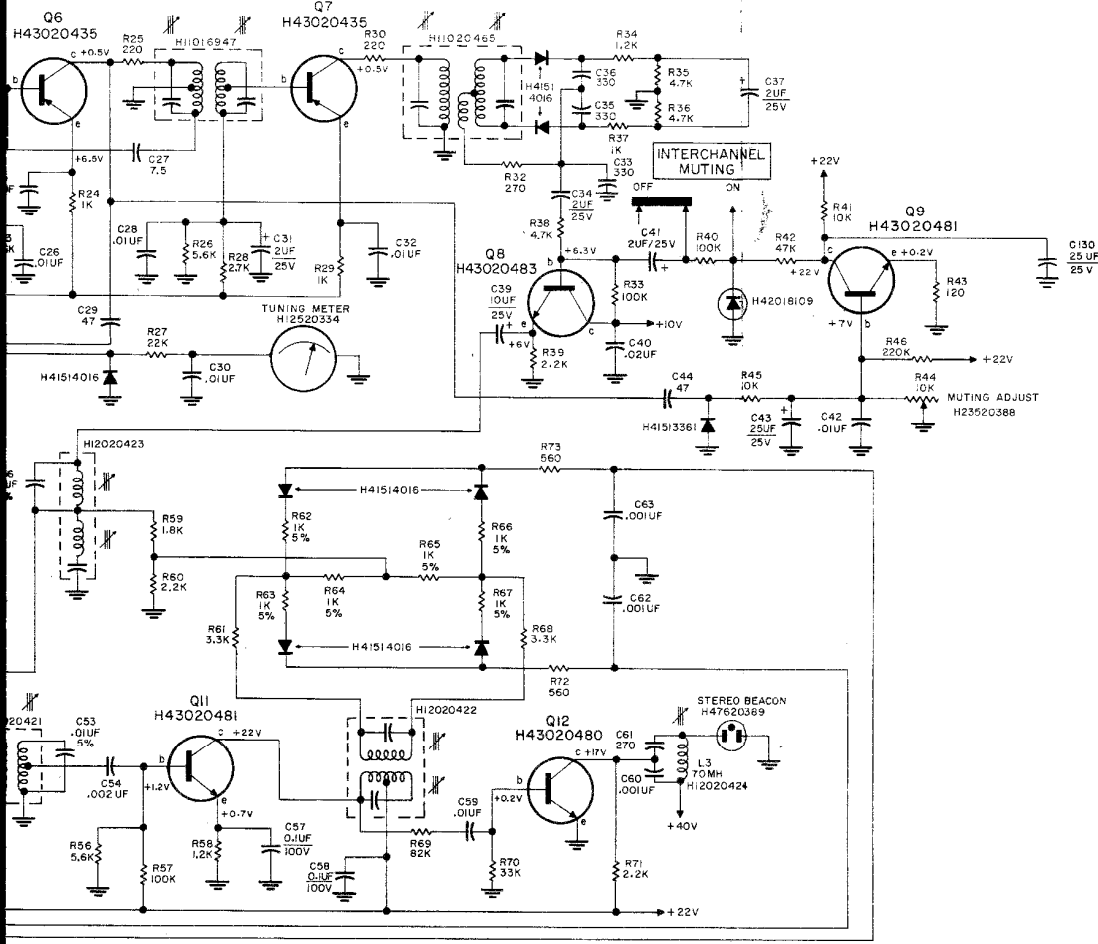 Q6
H43020435
Q7
H43020435
R25
220
H11016947
R30
220
H11020465
R34
1.2K
+0.5V
c
b
e
+0.5V
c
b
e
C36
330
H4151
4016
C35
330
R35
4.7K
R36
4.7K
C37
2UF
25V
R37
1K
C33
330
R32
270
INTERCHANNEL
MUTING
OFF
ON
+22V
C27
7.5
+6.5V
R24
1K
C34
2UF
25V
R38
4.7K
C41
2UF/25V
R40
100K
R42
47K
R41
10K
Q9
H43020481
C130
25 UF
25 V
C26
.01UF
C28
.01UF
R26
5.6K
R28
2.7K
C31
2UF
25V
R29
1K
C32
.01UF
Q8
H43020483
+6.3V
b
e
c
+6V
C39
10UF
25V
R33
100K
+10V
R39
2.2K
C40
.02UF
H42018109
+22V
c
e
+0.2V
+7V
b
R43
120
C29
47
R27
22K
TUNING METER
H12520334
H41514016
C30
.01UF
R46
220K
+22V
C44
47
R45
10K
R44
10K
MUTING ADJUST
H23520388
H41513361
C43
25UF
25V
C42
.01UF
H12020423
R73
560
H41514016
R62
1K
5%
R66
1K
5%
C63
.001UF
R59
1.8K
R60
2.2K
R65
1K
5%
R64
1K
5%
R63
1K
5%
R67
1K
5%
C62
.001UF
R61
3.3K
R68
3.3K
H41514016
R72
560
Q11
H43020481
H12020422
Q12
H43020480
STEREO BEACON
H47620389
020421
C53
.01UF
5%
c
+22V
c
+17V
C61
270
L3
70MH
H12020424
C54
.002UF
b
+1.2V
e
+0.7V
b
+0.2V
e
C60
.001UF
+40V
C59
.01UF
R56
5.6K
R57
100K
R58
1.2K
C57
0.1UF
100V
C58
0.1UF
100V
R69
82K
R70
33K
R71
2.2K
+22V